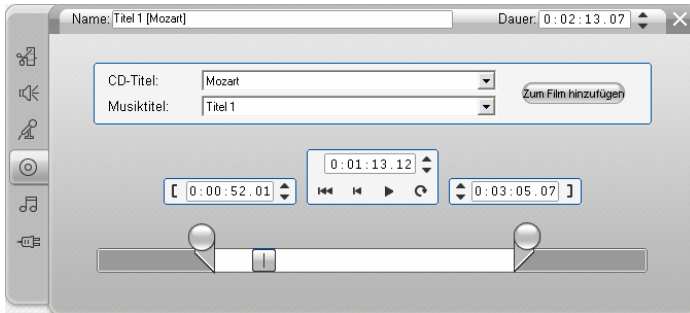 Name: Titel 1 [Mozart] Dauer: 0:02:13.07
CD-Titel: Mozart
Musiktitel: Titel 1
Zum Film hinzufügen
0:01:13.12
[ 0:00:52.01 0:03:05.07 ]